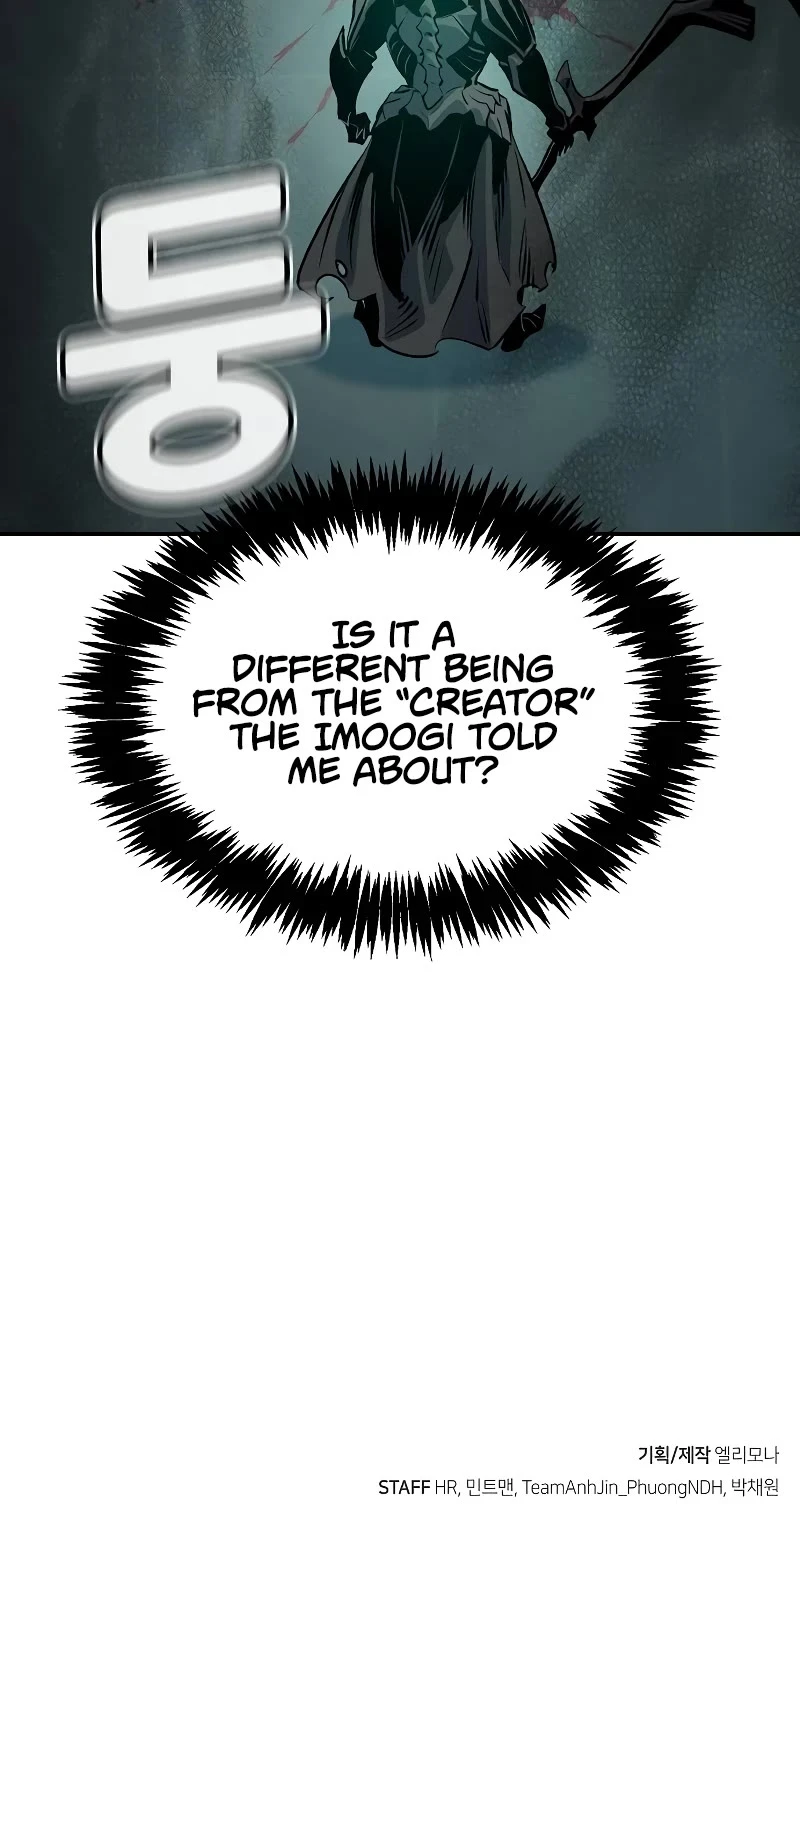 둥
IS IT A
DIFFERENT BEING
FROM THE “CREATOR”
THE IMOOGI TOLD
ME ABOUT?
기획/제작 엘리모나
STAFF HR, 민트맨, TeamAnhJin_PhuongNDH, 박채원